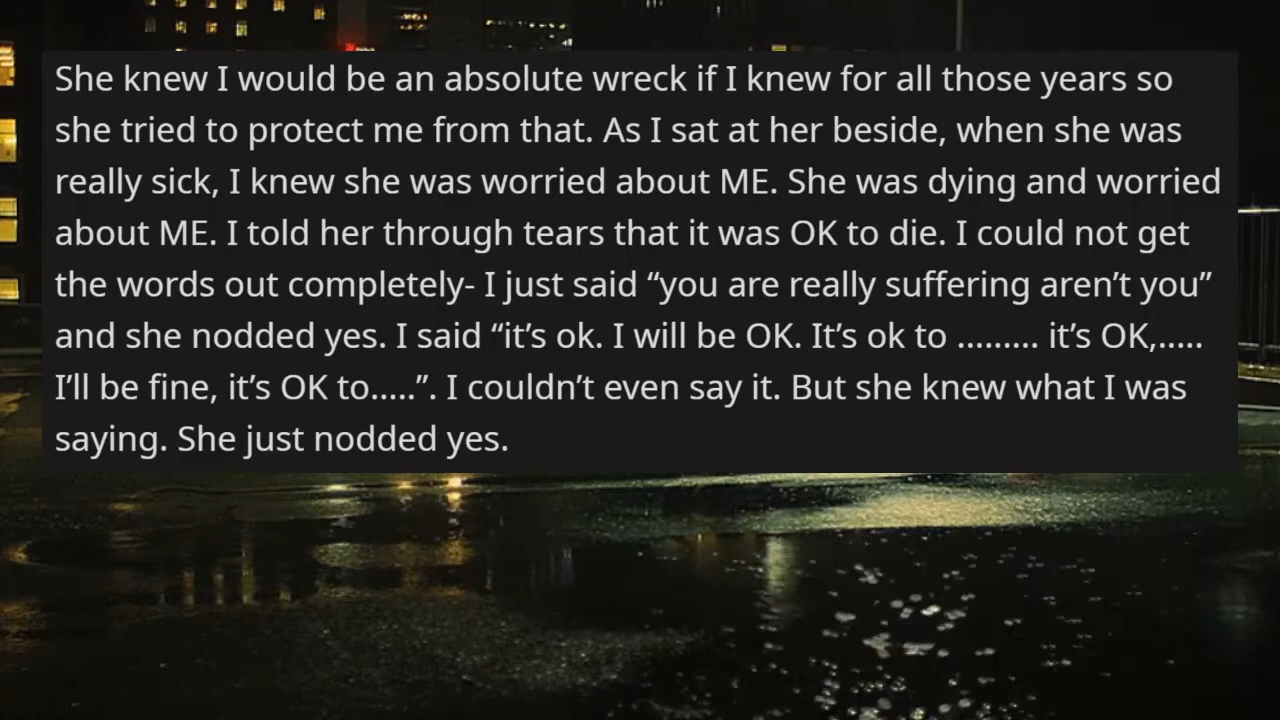 She knew I would be an absolute wreck if I knew for all those years so
she tried to protect me from that. As I sat at her beside, when she was
really sick, I knew she was worried about ME. She was dying and worried
about ME. I told her through tears that it was OK to die. I could not get
the words out completely- I just said “you are really suffering aren’t you”
and she nodded yes. I said “it’s ok. I will be OK. It’s ok to ......... it’s OK,.....
I’ll be fine, it’s OK to.....”. I couldn’t even say it. But she knew what I was
saying. She just nodded yes.